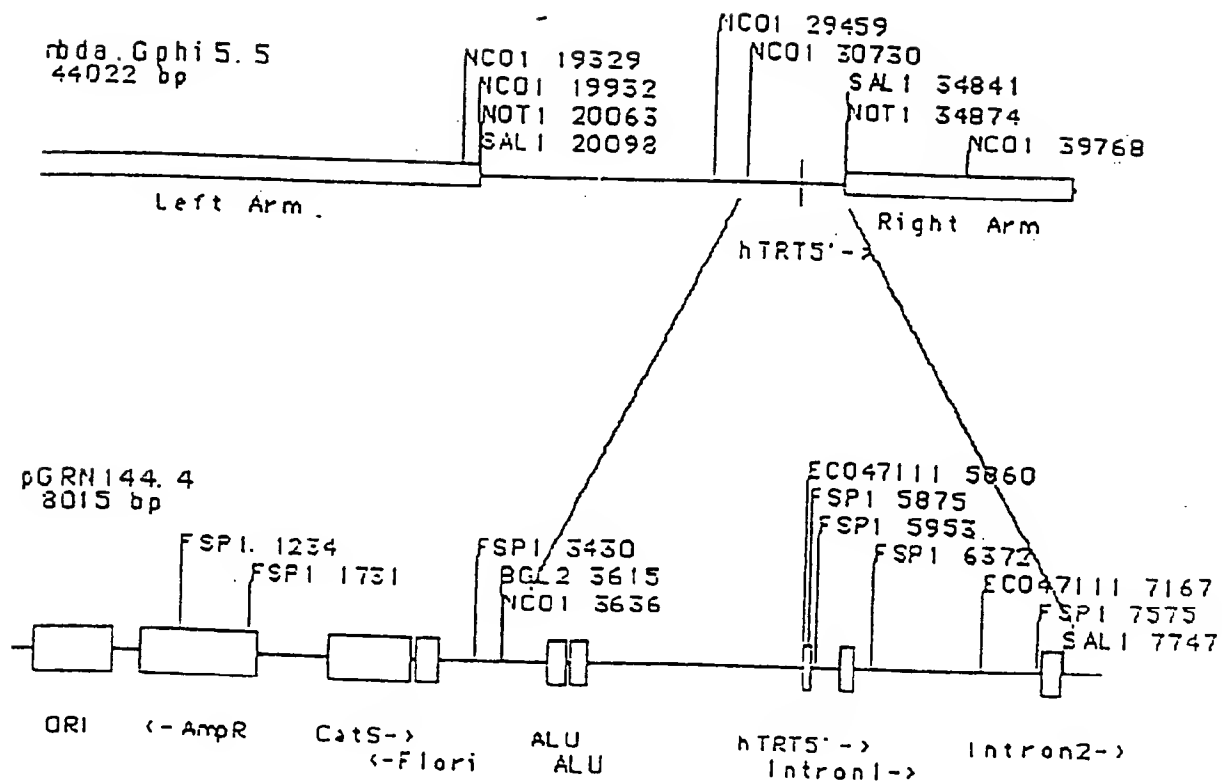 mbda.Gphi5.5
44022 bp
NCO1 19329
NCO1 19932
NOT1 20063
SAL1 20098
NCO1 29459
NCO1 30730
SAL1 34841
NOT1 34874
NCO1 39768
Left Arm.
Right Arm
hTRT5'->
pGRN144.4
8015 bp
FSP1. 1234
FSP1 1731
FSP1 3430
BGL2 3615
NCO1 3636
ECO47111 5860
FSP1 5875
FSP1 5953
FSP1 6372
ECO47111 7167
FSP1 7575
SAL1 7747
ORI
<-AmpR
CatS->
<-Flori
ALU
ALU
hTRT5'->
Intron1->
Intron2->